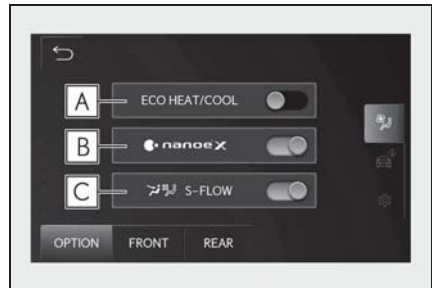 A ECO HEAT/COOL
B nanoe X
C S-FLOW
OPTION FRONT REAR